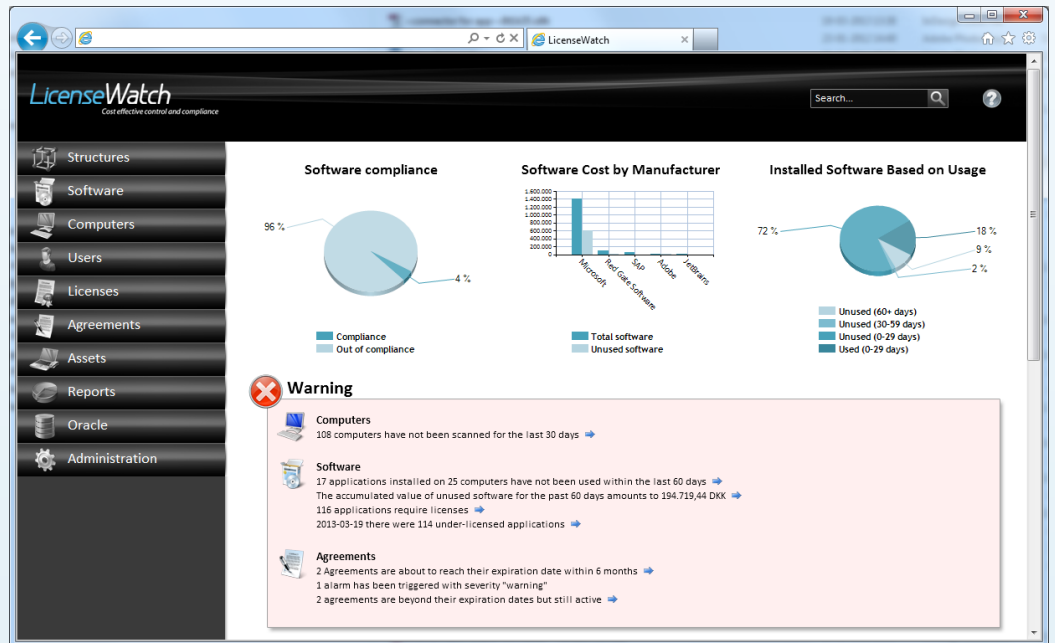 LicenseWatch
LicenseWatch
Cost effective control and compliance
Search...
Structures
Software
Computers
Users
Licenses
Agreements
Assets
Reports
Oracle
Administration
Software compliance
96 %
4 %
Compliance
Out of compliance
Software Cost by Manufacturer
1.600.000
1.400.000
1.200.000
1.000.000
800.000
600.000
400.000
200.000
0
Microsoft
Red Gate Software
SAP
Adobe
JetBrains
Total software
Unused software
Installed Software Based on Usage
72 %
18 %
9 %
2 %
Unused (60+ days)
Unused (30-59 days)
Unused (0-29 days)
Used (0-29 days)
Warning
Computers
108 computers have not been scanned for the last 30 days
Software
17 applications installed on 25 computers have not been used within the last 60 days
The accumulated value of unused software for the past 60 days amounts to 194.719,44 DKK
116 applications require licenses
2013-03-19 there were 114 under-licensed applications
Agreements
2 Agreements are about to reach their expiration date within 6 months
1 alarm has been triggered with severity "warning"
2 agreements are beyond their expiration dates but still active